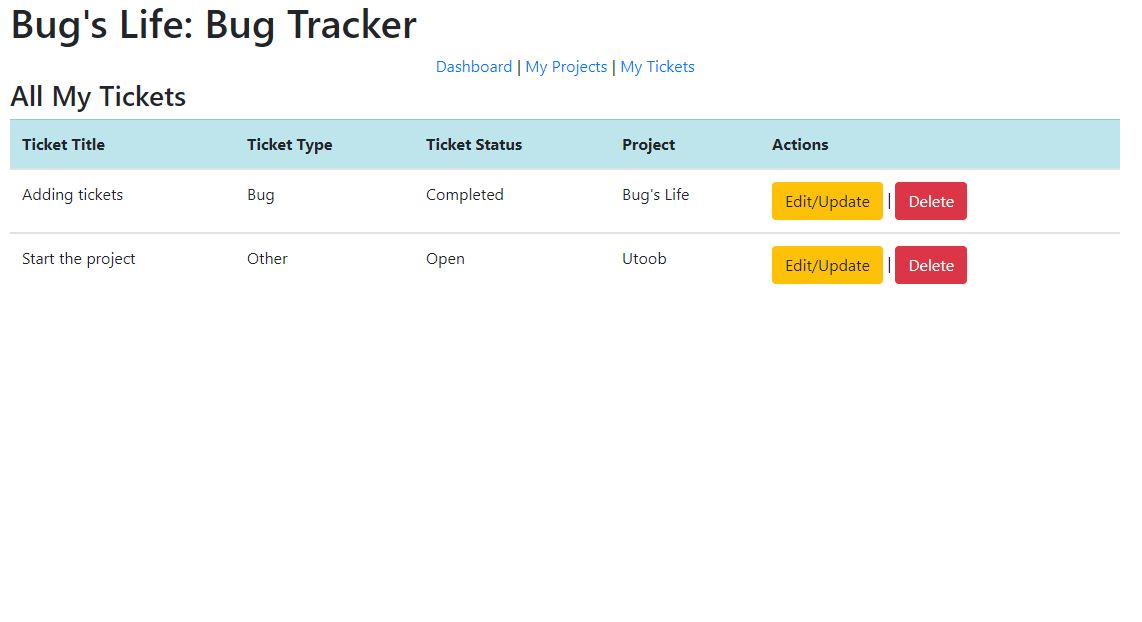 Bug's Life: Bug Tracker
Dashboard | My Projects | My Tickets
All My Tickets
Ticket Title Ticket Type Ticket Status Project Actions
Adding tickets Bug Completed Bug's Life Edit/Update | Delete
Start the project Other Open Utoob Edit/Update | Delete